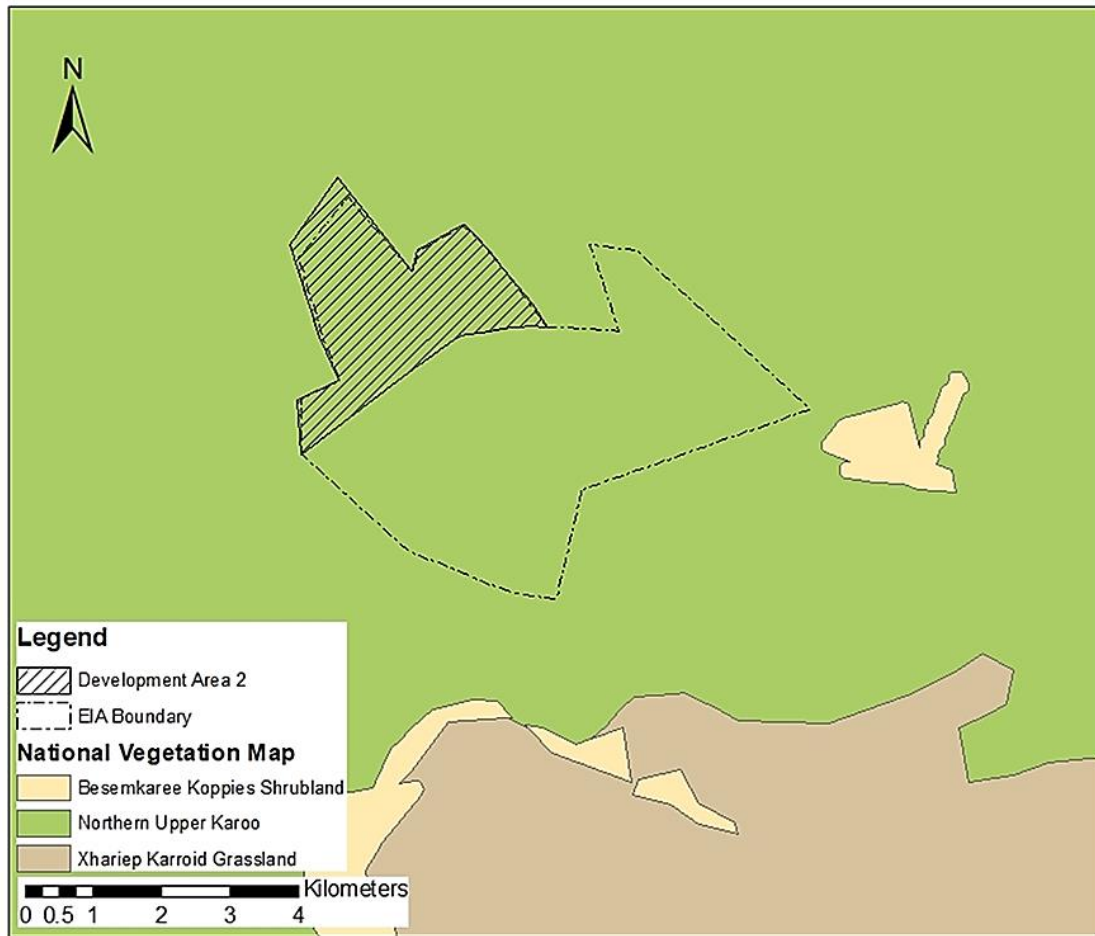 N
Legend
Development Area 2
EIA Boundary
National Vegetation Map
Besemkaree Koppies Shrubland
Northern Upper Karoo
Xhariep Karroid Grassland
Kilometers
0 0.5 1 2 3 4